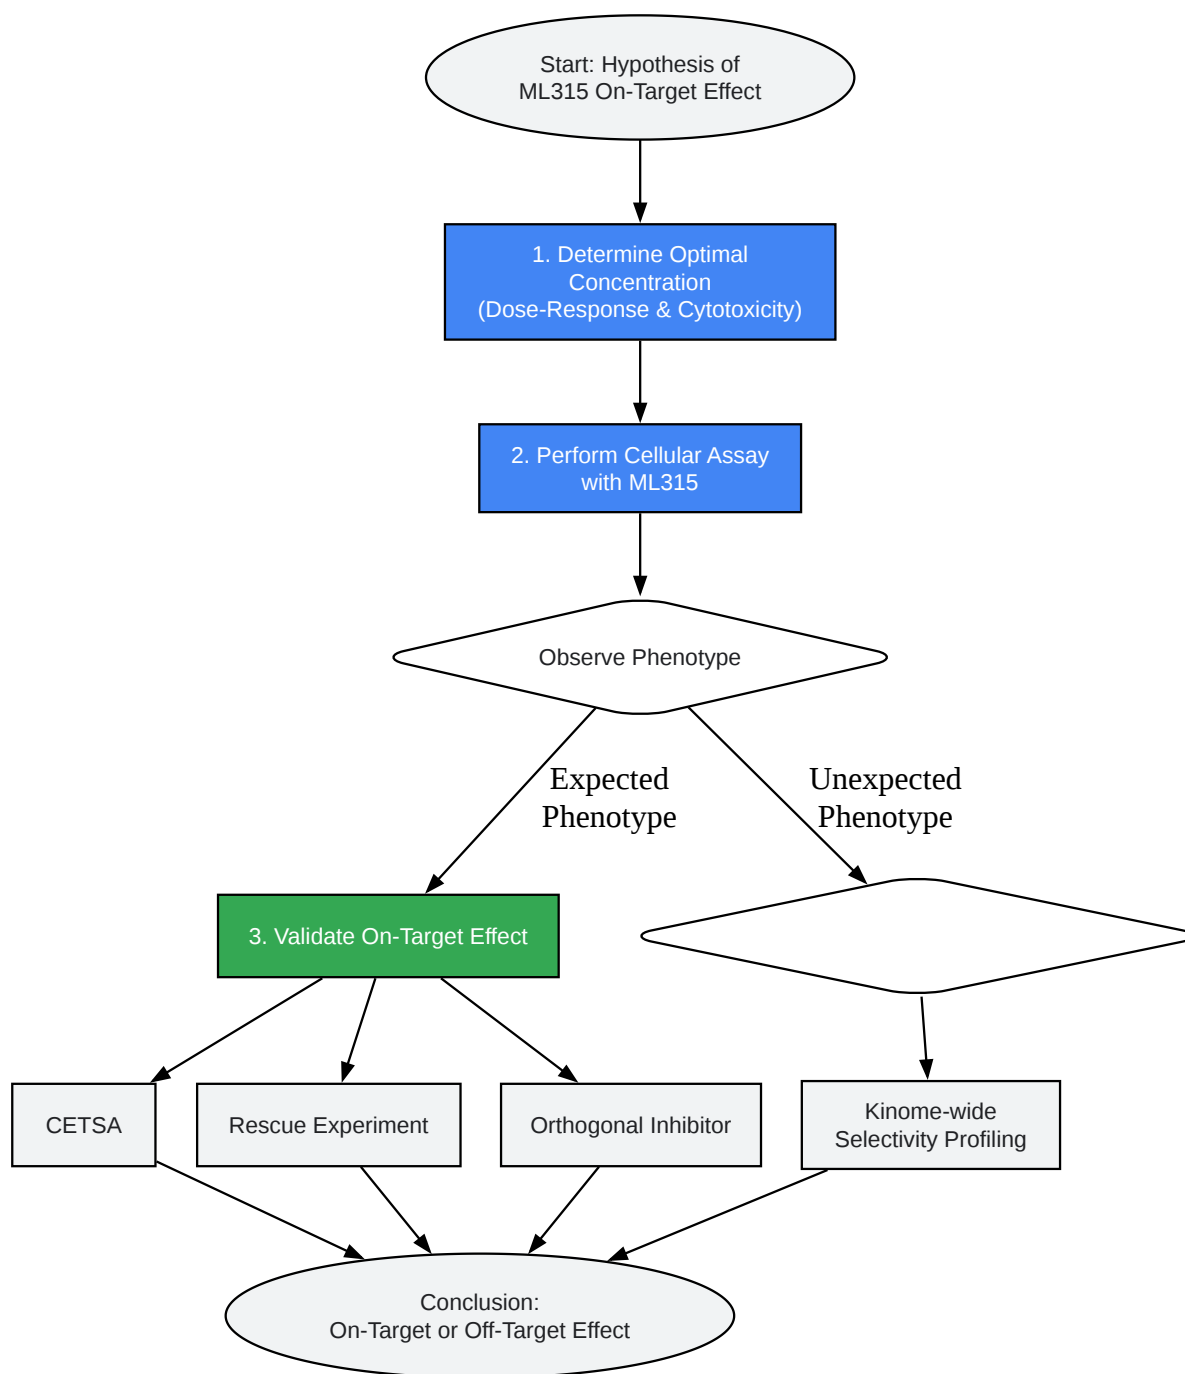 Start: Hypothesis of
ML315 On-Target Effect
1. Determine Optimal
Concentration
(Dose-Response & Cytotoxicity)
2. Perform Cellular Assay
with ML315
Observe Phenotype
Expected
Phenotype
Unexpected
Phenotype
3. Validate On-Target Effect
CETSA
Rescue Experiment
Orthogonal Inhibitor
Kinome-wide
Selectivity Profiling
Conclusion:
On-Target or Off-Target Effect